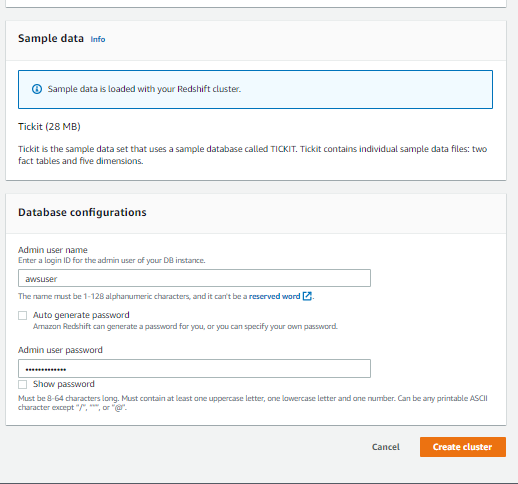 Sample data Info
Sample data is loaded with your Redshift cluster.
Tickit (28 MB)
Tickit is the sample data set that uses a sample database called TICKIT. Tickit contains individual sample data files: two
fact tables and five dimensions.
Database configurations
Admin user name
Enter a login ID for the admin user of your DB instance.
awsuser
The name must be 1-128 alphanumeric characters, and it can't be a reserved word.
Auto generate password
Amazon Redshift can generate a password for you, or you can specify your own password.
Admin user password
•••••••••••••
Show password
Must be 8-64 characters long. Must contain at least one uppercase letter, one lowercase letter and one number. Can be any printable ASCII
character except "/", """, or "@".
Cancel Create cluster